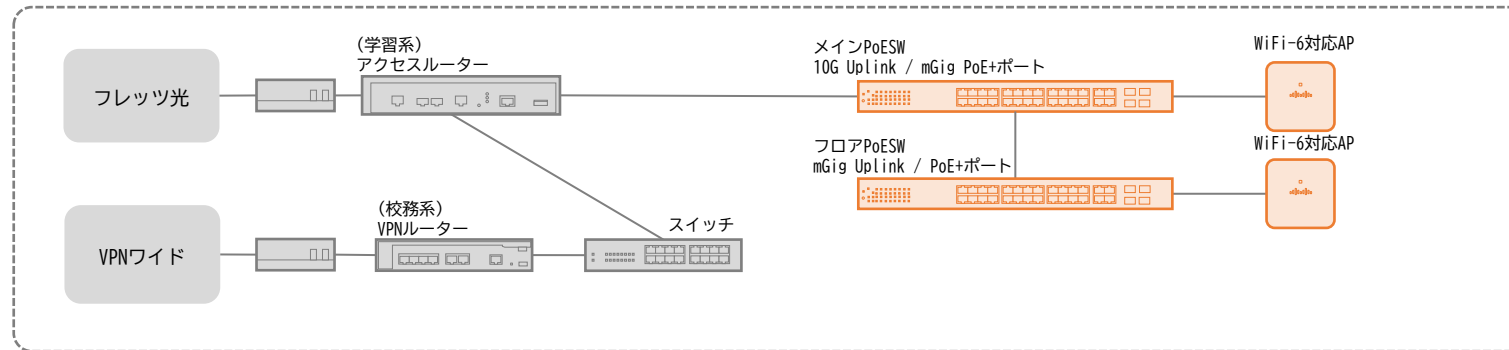 フレッツ光
(学習系)
アクセスルーター
メインPoESW
10G Uplink / mGig PoE+ポート
WiFi-6対応AP
フロアPoESW
mGig Uplink / PoE+ポート
WiFi-6対応AP
VPNワイド
(校務系)
VPNルーター
スイッチ